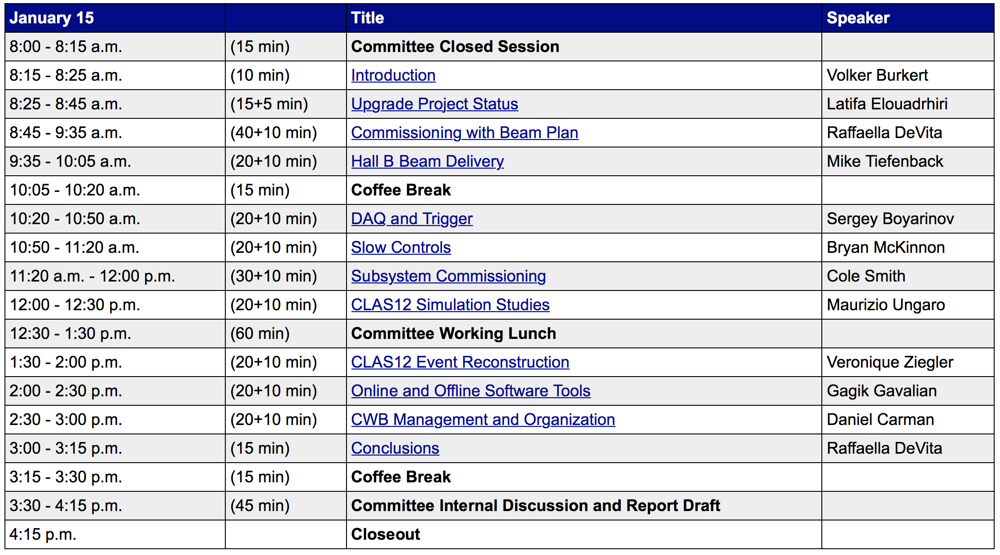 January 15 Title Speaker
8:00 - 8:15 a.m. (15 min) Committee Closed Session
8:15 - 8:25 a.m. (10 min) Introduction Volker Burkert
8:25 - 8:45 a.m. (15+5 min) Upgrade Project Status Latifa Elouadrhiri
8:45 - 9:35 a.m. (40+10 min) Commissioning with Beam Plan Raffaella DeVita
9:35 - 10:05 a.m. (20+10 min) Hall B Beam Delivery Mike Tiefenback
10:05 - 10:20 a.m. (15 min) Coffee Break
10:20 - 10:50 a.m. (20+10 min) DAQ and Trigger Sergey Boyarinov
10:50 - 11:20 a.m. (20+10 min) Slow Controls Bryan McKinnon
11:20 a.m. - 12:00 p.m. (30+10 min) Subsystem Commissioning Cole Smith
12:00 - 12:30 p.m. (20+10 min) CLAS12 Simulation Studies Maurizio Ungaro
12:30 - 1:30 p.m. (60 min) Committee Working Lunch
1:30 - 2:00 p.m. (20+10 min) CLAS12 Event Reconstruction Veronique Ziegler
2:00 - 2:30 p.m. (20+10 min) Online and Offline Software Tools Gagik Gavalian
2:30 - 3:00 p.m. (20+10 min) CWB Management and Organization Daniel Carman
3:00 - 3:15 p.m. (15 min) Conclusions Raffaella DeVita
3:15 - 3:30 p.m. (15 min) Coffee Break
3:30 - 4:15 p.m. (45 min) Committee Internal Discussion and Report Draft
4:15 p.m. Closeout